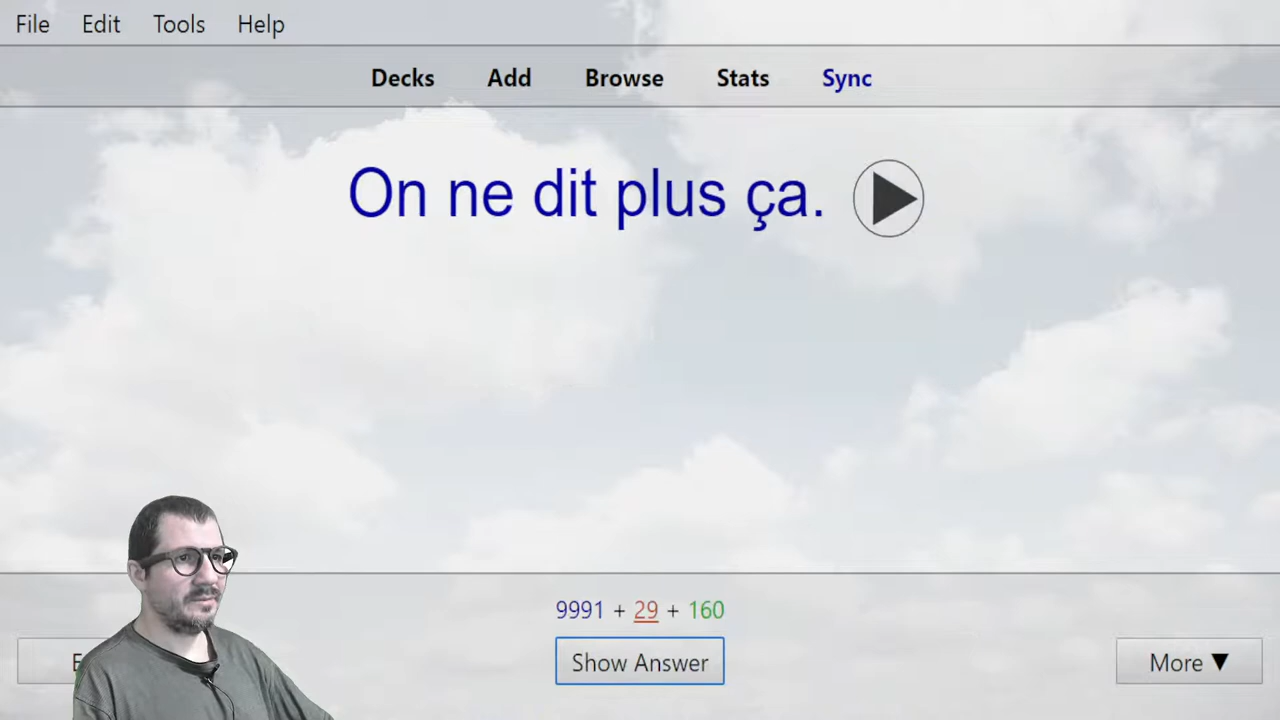 File Edit Tools Help
Decks Add Browse Stats Sync
On ne dit plus ça.
9991 + 29 + 160
Show Answer
More ▼